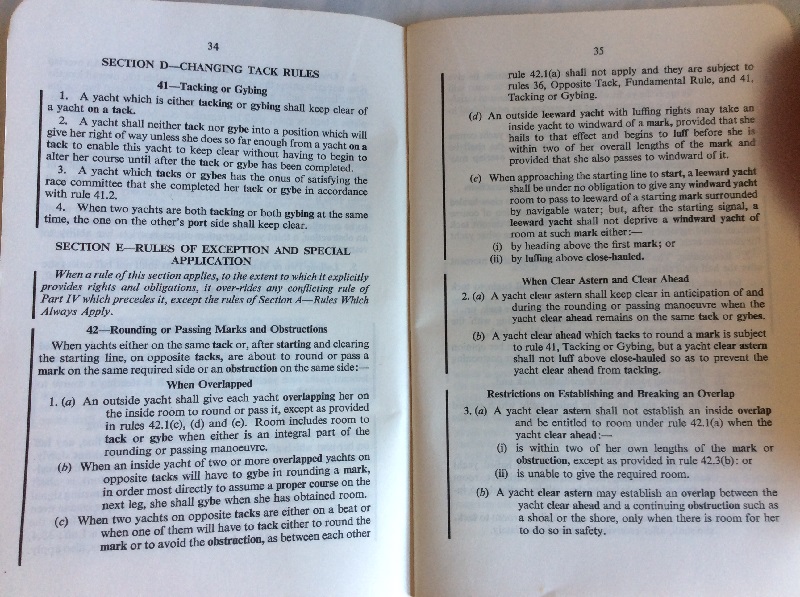 34
SECTION D—CHANGING TACK RULES
41—Tacking or Gybing
1. A yacht which is either tacking or gybing shall keep clear of
a yacht on a tack.
2. A yacht shall neither tack nor gybe into a position which will
give her right of way unless she does so far enough from a yacht on a
tack to enable this yacht to keep clear without having to begin to
alter her course until after the tack or gybe has been completed.
3. A yacht which tacks or gybes has the onus of satisfying the
race committee that she completed her tack or gybe in accordance
with rule 41.2.
4. When two yachts are both tacking or both gybing at the same
time, the one on the other's port side shall keep clear.
SECTION E—RULES OF EXCEPTION AND SPECIAL
APPLICATION
When a rule of this section applies, to the extent to which it explicitly
provides rights and obligations, it over-rides any conflicting rule of
Part IV which precedes it, except the rules of Section A—Rules Which
Always Apply.
42—Rounding or Passing Marks and Obstructions
When yachts either on the same tack or, after starting and clearing
the starting line, on opposite tacks, are about to round or pass a
mark on the same required side or an obstruction on the same side:—
When Overlapped
1. (a) An outside yacht shall give each yacht overlapping her on
the inside room to round or pass it, except as provided
in rules 42.1(c), (d) and (e). Room includes room to
tack or gybe when either is an integral part of the
rounding or passing manoeuvre.
(b) When an inside yacht of two or more overlapped yachts on
opposite tacks will have to gybe in rounding a mark,
in order most directly to assume a proper course on the
next leg, she shall gybe when she has obtained room.
(c) When two yachts on opposite tacks are either on a beat or
when one of them will have to tack either to round the
mark or to avoid the obstruction, as between each other
35
rule 42.1(a) shall not apply and they are subject to
rules 36, Opposite Tack, Fundamental Rule, and 41,
Tacking or Gybing.
(d) An outside leeward yacht with luffing rights may take an
inside yacht to windward of a mark, provided that she
hails to that effect and begins to luff before she is
within two of her overall lengths of the mark and
provided that she also passes to windward of it.
(e) When approaching the starting line to start, a leeward yacht
shall be under no obligation to give any windward yacht
room to pass to leeward of a starting mark surrounded
by navigable water; but, after the starting signal, a
leeward yacht shall not deprive a windward yacht of
room at such mark either:—
(i) by heading above the first mark; or
(ii) by luffing above close-hauled.
When Clear Astern and Clear Ahead
2. (a) A yacht clear astern shall keep clear in anticipation of and
during the rounding or passing manoeuvre when the
yacht clear ahead remains on the same tack or gybes.
(b) A yacht clear ahead which tacks to round a mark is subject
to rule 41, Tacking or Gybing, but a yacht clear astern
shall not luff above close-hauled so as to prevent the
yacht clear ahead from tacking.
Restrictions on Establishing and Breaking an Overlap
3. (a) A yacht clear astern shall not establish an inside overlap
and be entitled to room under rule 42.1(a) when the
yacht clear ahead:—
(i) is within two of her own lengths of the mark or
obstruction, except as provided in rule 42.3(b): or
(ii) is unable to give the required room.
(b) A yacht clear astern may establish an overlap between the
yacht clear ahead and a continuing obstruction such as
a shoal or the shore, only when there is room for her
to do so in safety.